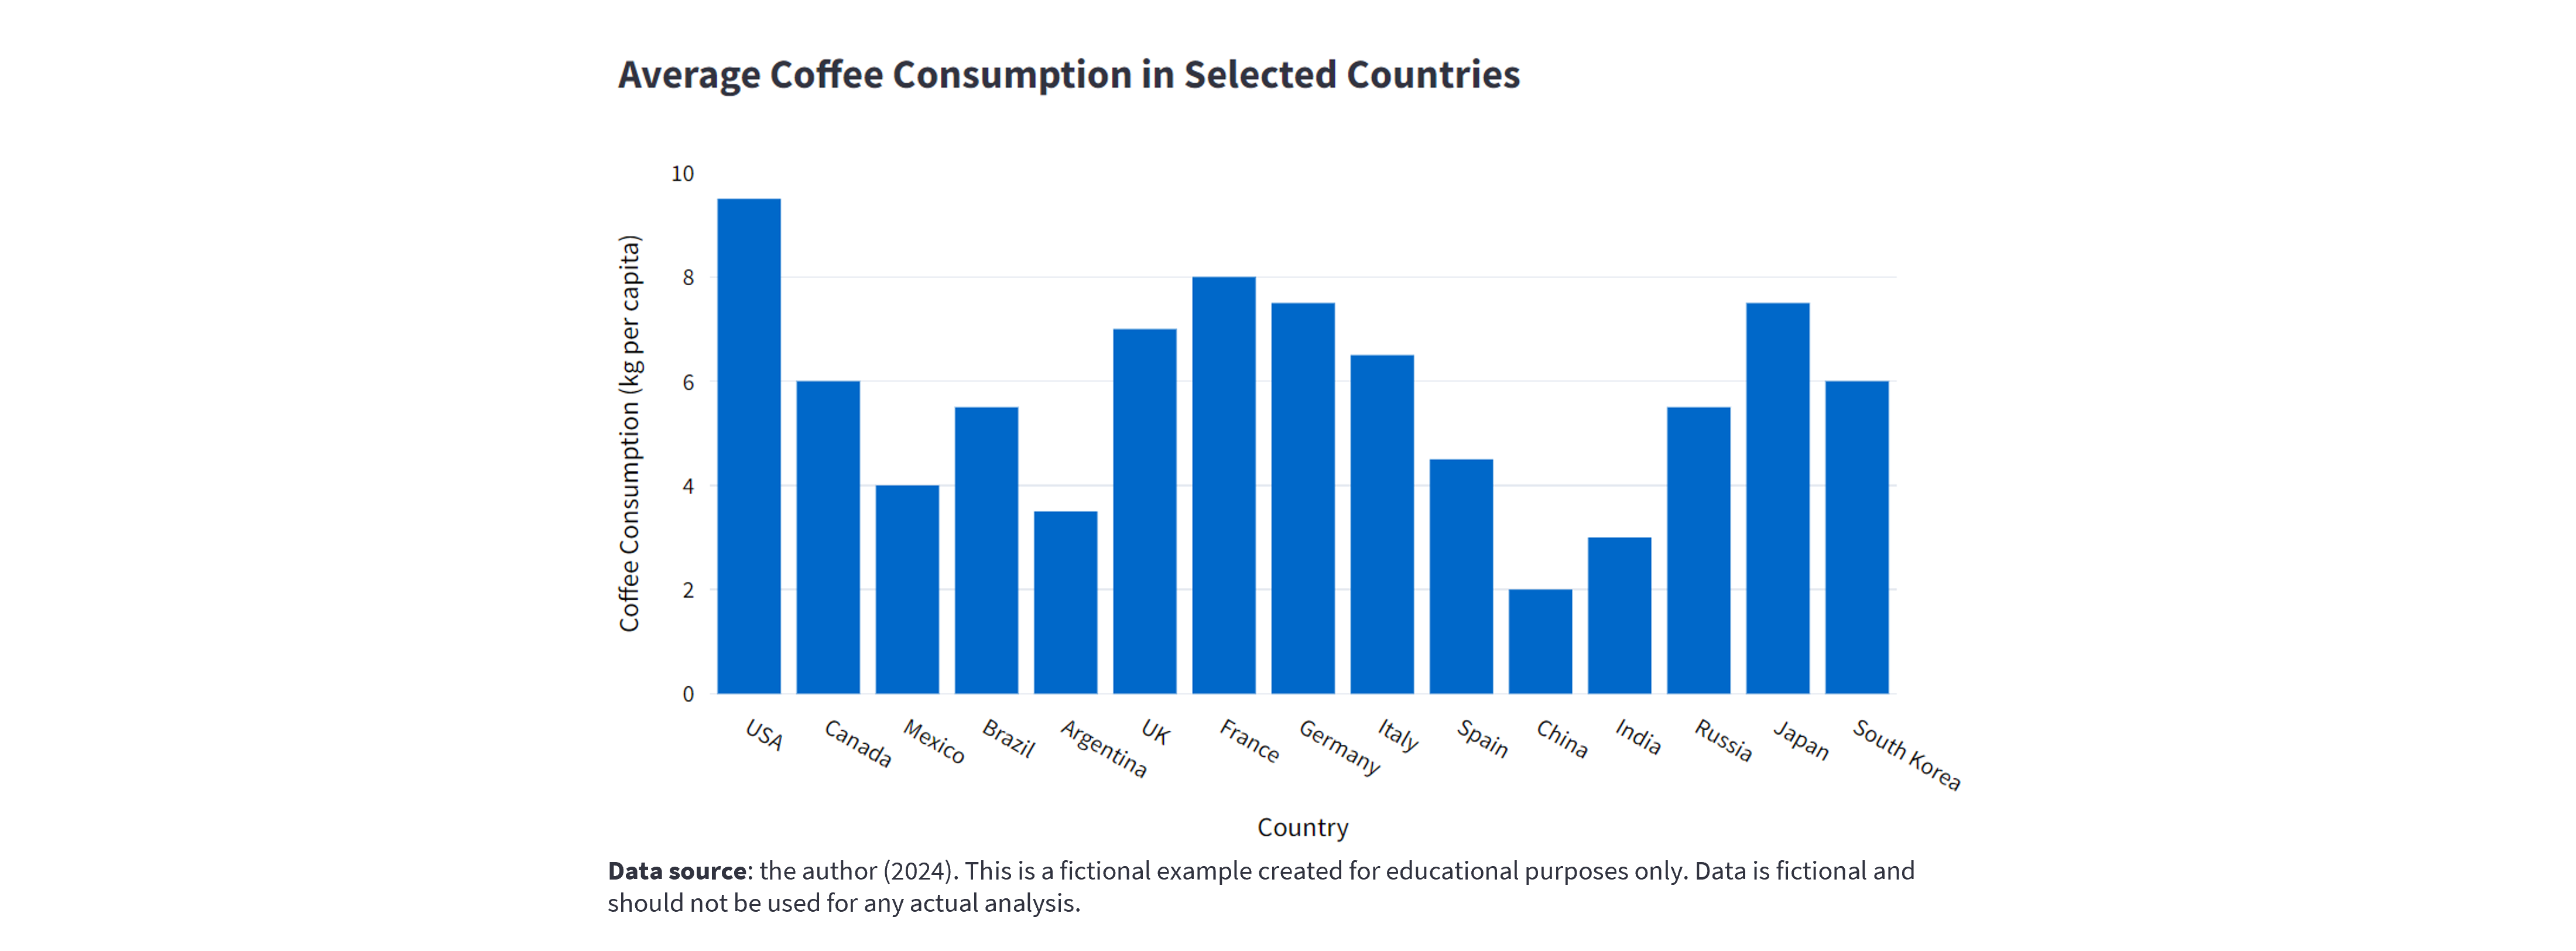 Average Coffee Consumption in Selected Countries
Coffee Consumption (kg per capita)
10
8
6
4
2
0
USA
Canada
Mexico
Brazil
Argentina
UK
France
Germany
Italy
Spain
China
India
Russia
Japan
South Korea
Country
Data source: the author (2024). This is a fictional example created for educational purposes only. Data is fictional and
should not be used for any actual analysis.